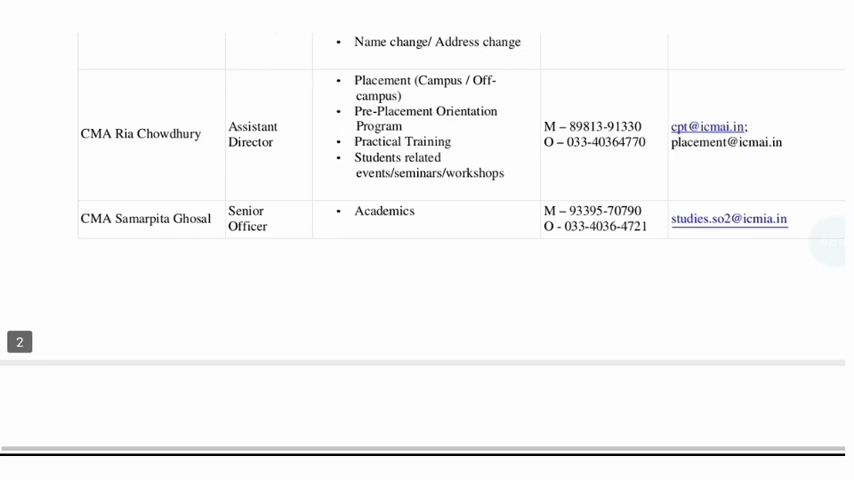 • Name change/ Address change
CMA Ria Chowdhury
Assistant
Director
• Placement (Campus / Off-
campus)
• Pre-Placement Orientation
Program
• Practical Training
• Students related
events/seminars/workshops
M – 89813-91330
O – 033-40364770
cpt@icmai.in;
placement@icmai.in
CMA Samarpita Ghosal
Senior
Officer
• Academics
M – 93395-70790
O - 033-4036-4721
studies.so2@icmia.in
2